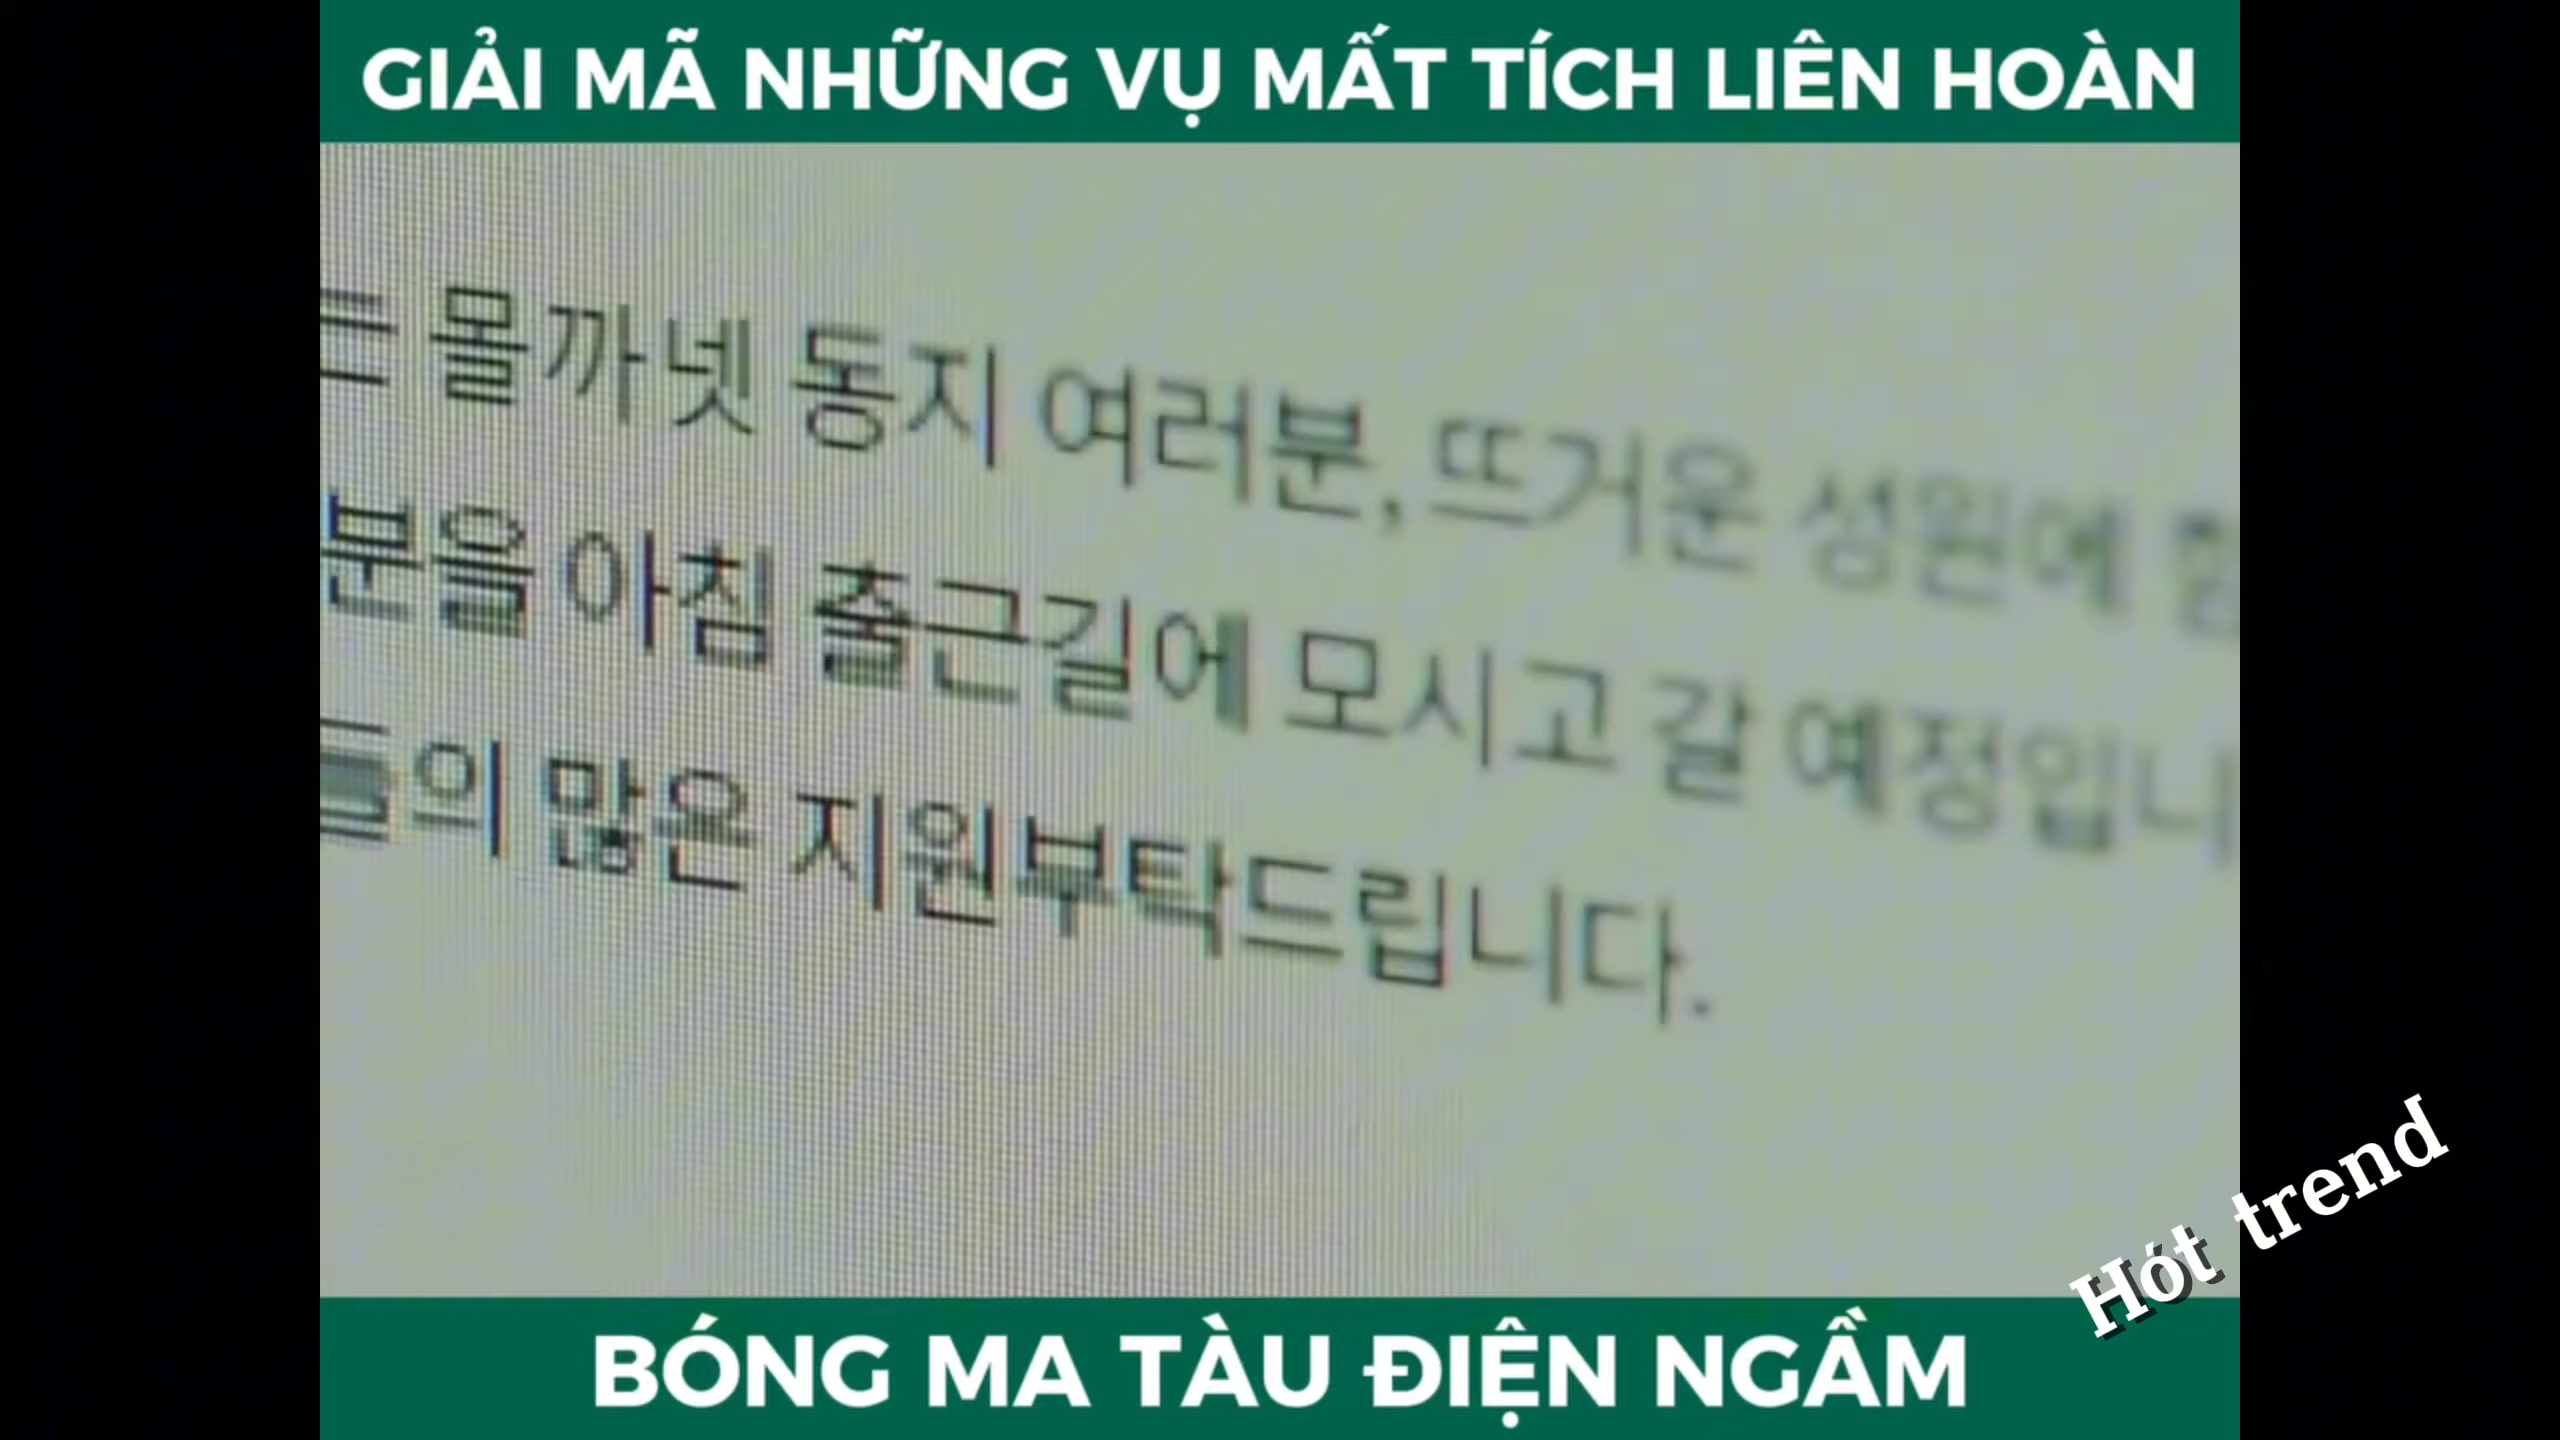 GIẢI MÃ NHỮNG VỤ MẤT TÍCH LIÊN HOÀN
몰까넷 동지 여러분, 뜨거운 성원에
분을 아침 출근길에 모시고 갈 예정입니
들의 많은 지원부탁드립니다.
Hót trend
BÓNG MA TÀU ĐIỆN NGẦM